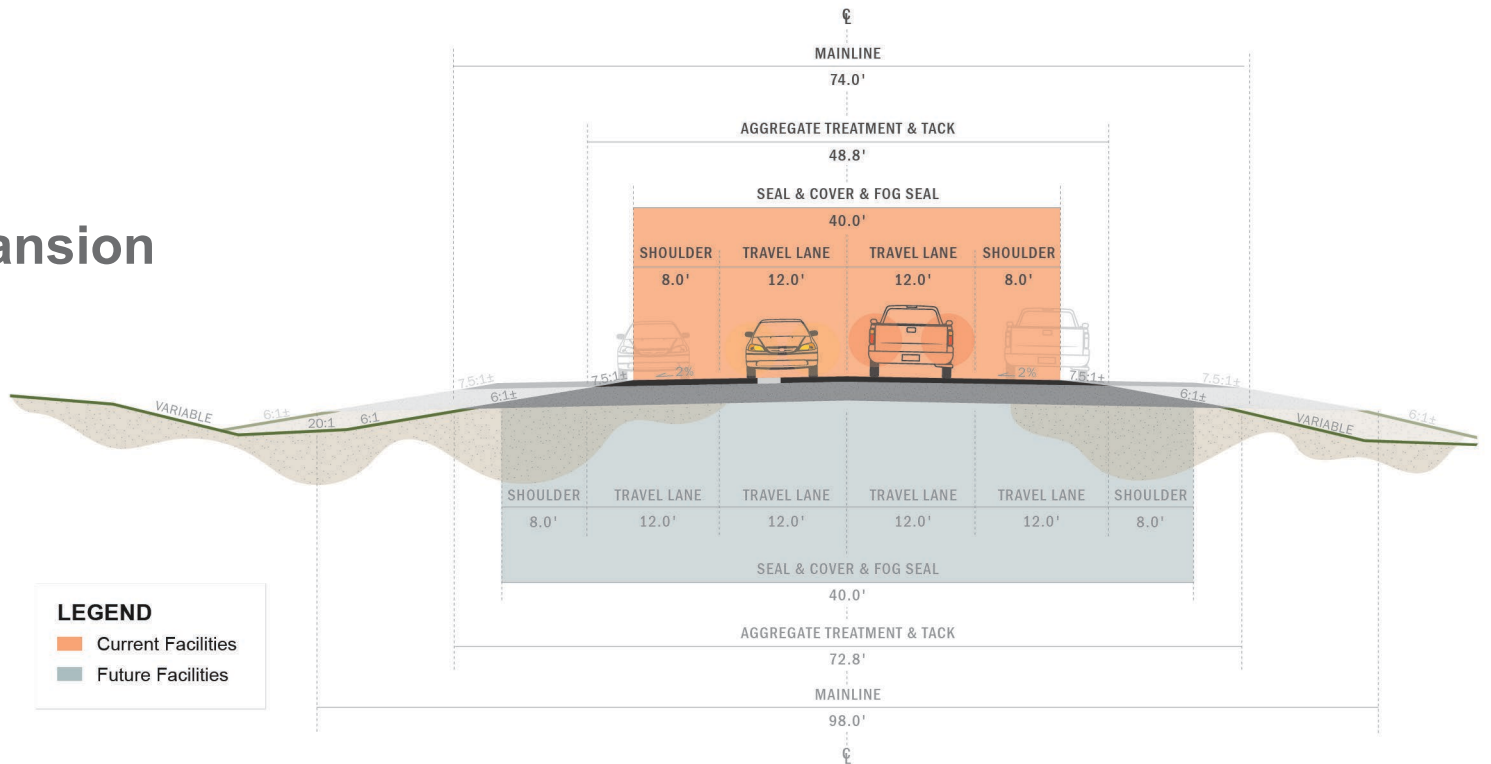 ℄
MAINLINE
74.0'
AGGREGATE TREATMENT & TACK
48.8'
SEAL & COVER & FOG SEAL
40.0'
ansion
SHOULDER TRAVEL LANE TRAVEL LANE SHOULDER
8.0' 12.0' 12.0' 8.0'
7.5:1± 7.5:1± 2% 2% 7.5:1± 7.5:1±
VARIABLE 6:1± 20:1 6:1 6:1± 6:1± VARIABLE 6:1±
SHOULDER TRAVEL LANE TRAVEL LANE TRAVEL LANE TRAVEL LANE SHOULDER
8.0' 12.0' 12.0' 12.0' 12.0' 8.0'
SEAL & COVER & FOG SEAL
40.0'
LEGEND
Current Facilities
Future Facilities
AGGREGATE TREATMENT & TACK
72.8'
MAINLINE
98.0'
℄